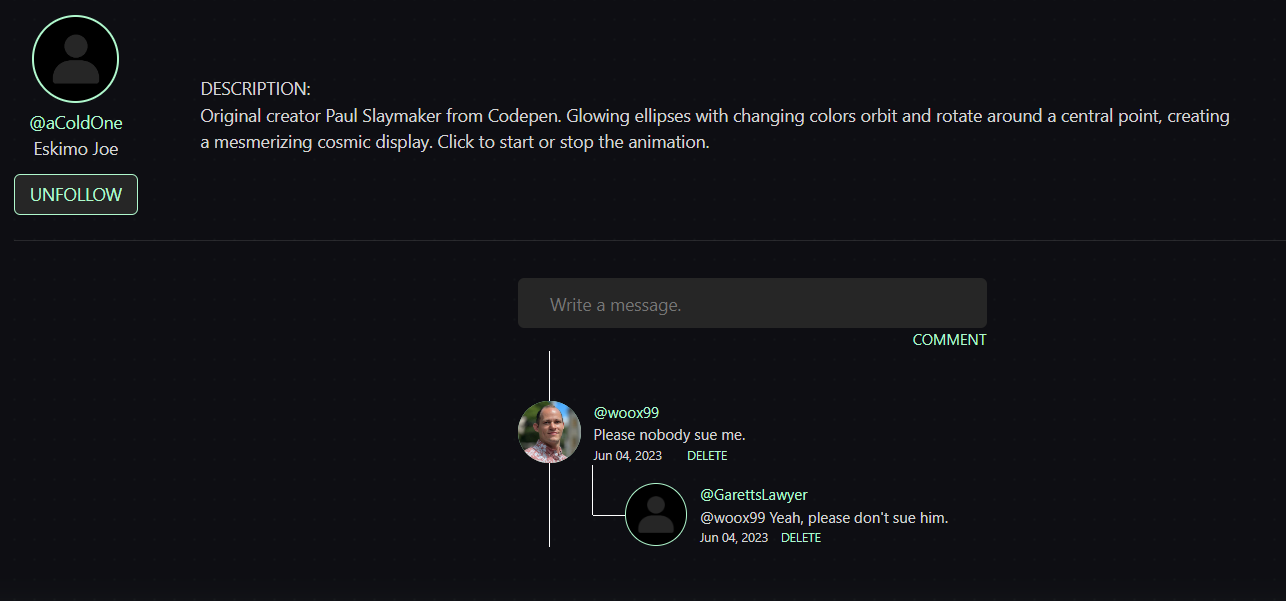 @aColdOne
Eskimo Joe
UNFOLLOW
DESCRIPTION:
Original creator Paul Slaymaker from Codepen. Glowing ellipses with changing colors orbit and rotate around a central point, creating
a mesmerizing cosmic display. Click to start or stop the animation.
Write a message.
COMMENT
@woox99
Please nobody sue me.
Jun 04, 2023 DELETE
@GarettsLawyer
@woox99 Yeah, please don't sue him.
Jun 04, 2023 DELETE